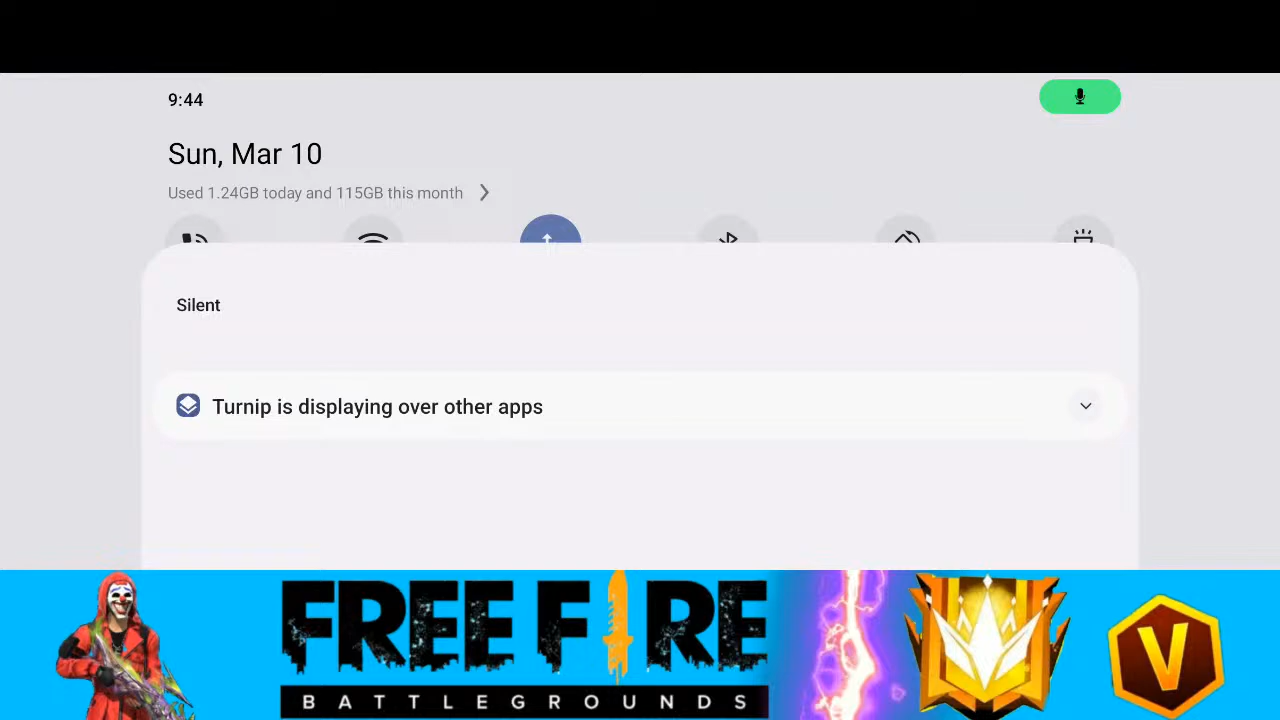 9:44
Sun, Mar 10
Used 1.24GB today and 115GB this month
Silent
Turnip is displaying over other apps
FREE FIRE
BATTLEGROUNDS
V